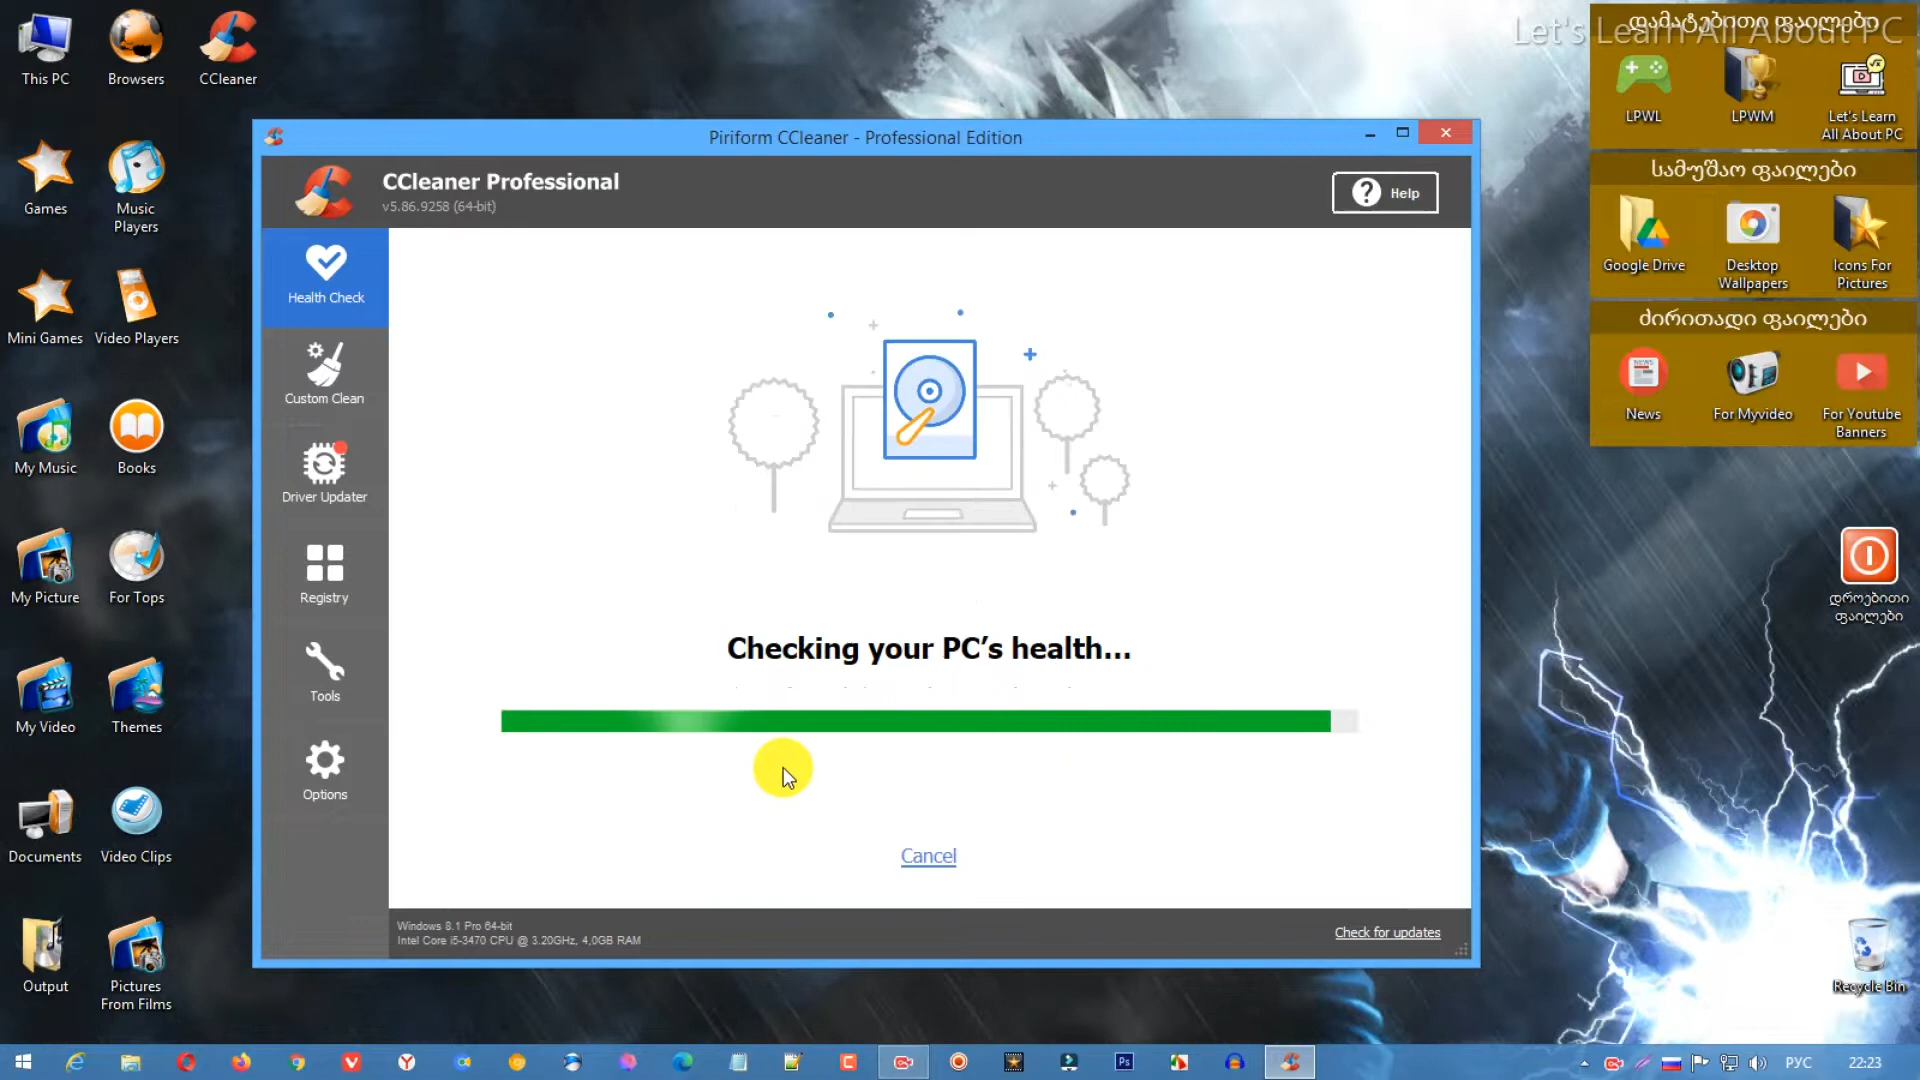 This PC
Browsers
CCleaner
Games
Music
Players
Mini Games
Video Players
My Music
Books
My Picture
For Tops
My Video
Themes
Documents
Video Clips
Output
Pictures
From Films
Piriform CCleaner - Professional Edition
CCleaner Professional
v5.86.9258 (64-bit)
Help
Health Check
Custom Clean
Driver Updater
Registry
Tools
Options
Checking your PC’s health...
Cancel
Windows 8.1 Pro 64-bit
Intel Core i5-3470 CPU @ 3.20GHz, 4,0GB RAM
Check for updates
Let's Learn All About PC
დამატებითი ფაილები
LPWL
LPWM
Let's Learn
All About PC
სამუშაო ფაილები
Google Drive
Desktop
Wallpapers
Icons For
Pictures
ძირითადი ფაილები
NEWS
News
For Myvideo
For Youtube
Banners
დროებითი
ფაილები
Recycle Bin
Ps
РУС
22:23